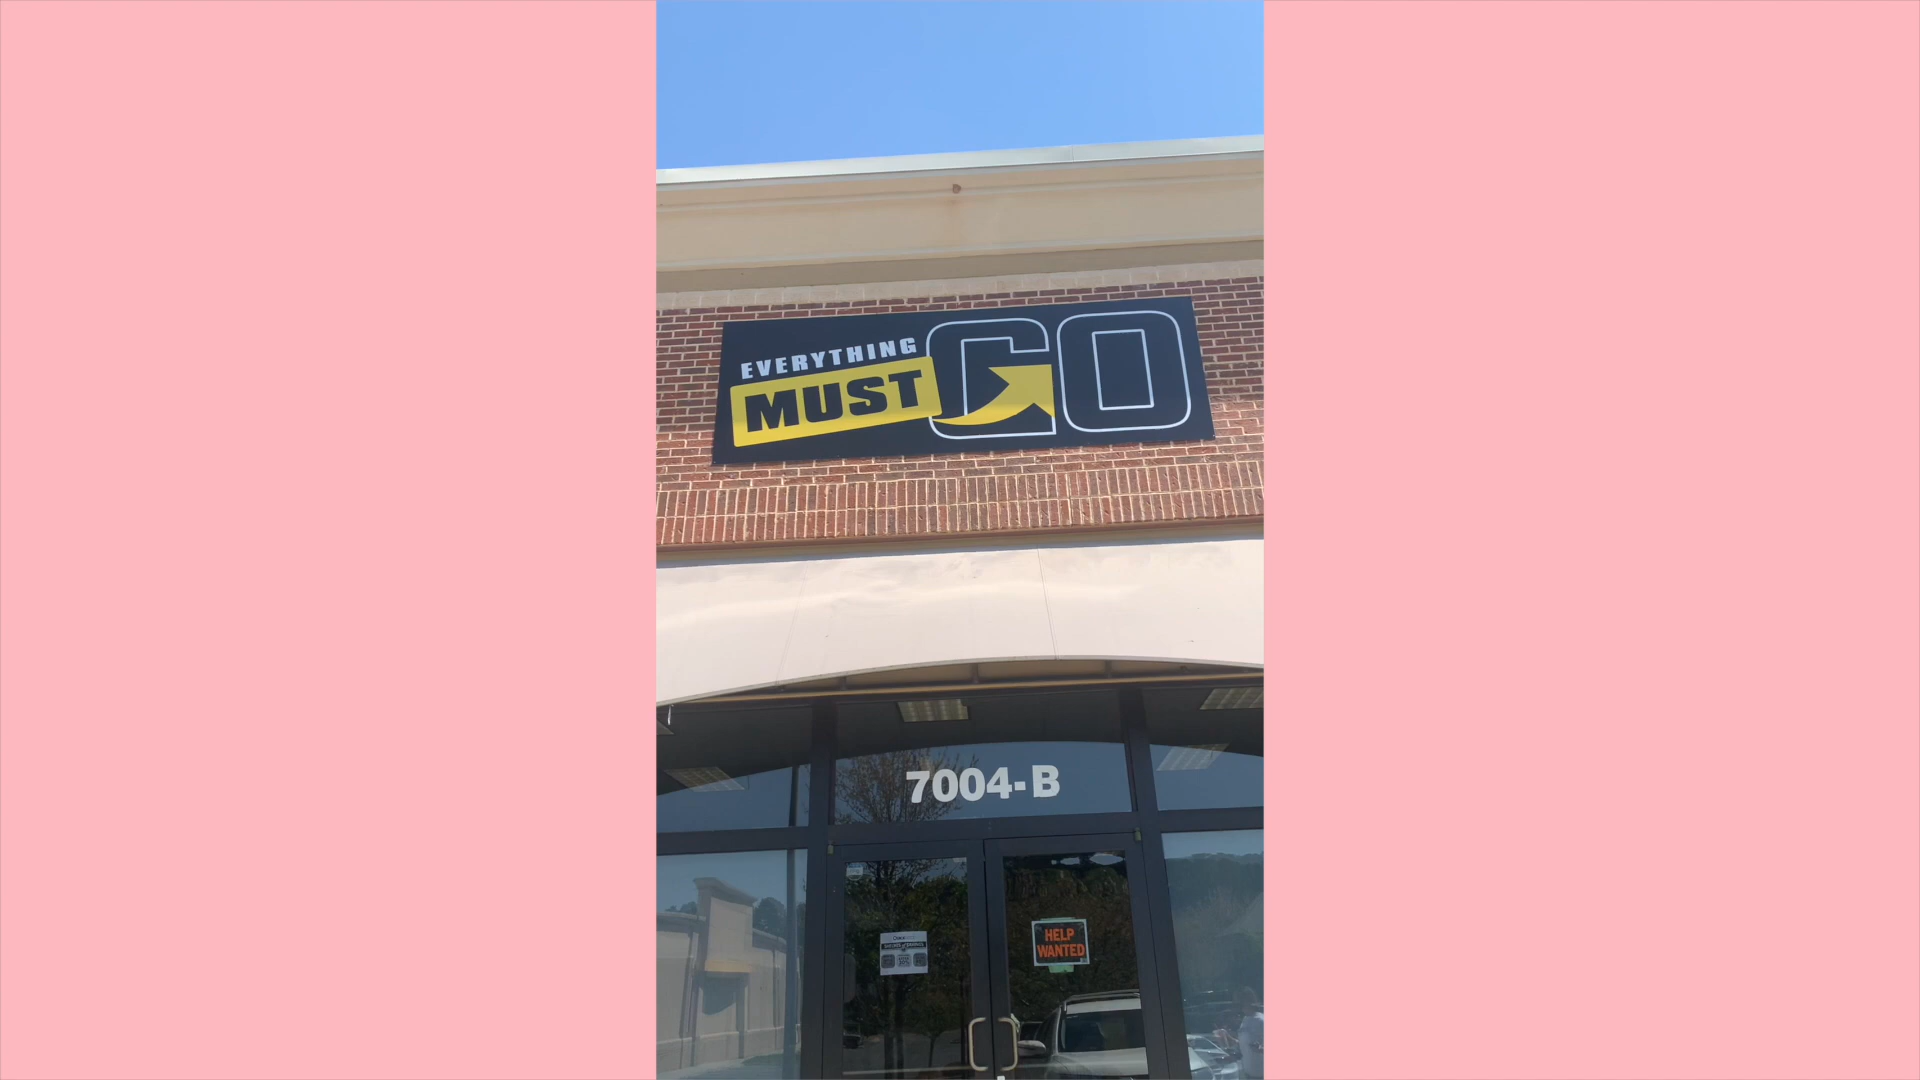 EVERYTHING
MUST
GO
7004-B
HELP
WANTED